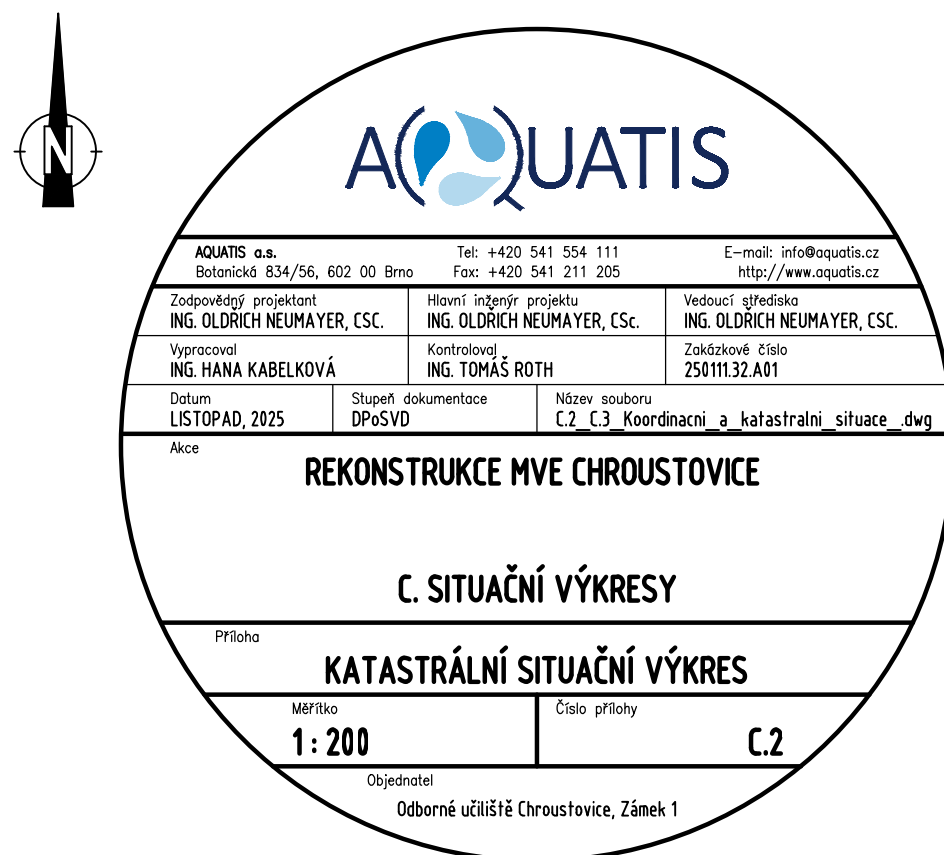 N
AQUATIS
AQUATIS a.s. Tel: +420 541 554 111 E-mail: info@aquatis.cz
Botanická 834/56, 602 00 Brno Fax: +420 541 211 205 http://www.aquatis.cz
Zodpovědný projektant Hlavní inženýr projektu Vedoucí střediska
ING. OLDŘICH NEUMAYER, CSC. ING. OLDŘICH NEUMAYER, CSc. ING. OLDŘICH NEUMAYER, CSC.
Vypracoval Kontroloval Zakázkové číslo
ING. HANA KABELKOVÁ ING. TOMÁŠ ROTH 250111.32.A01
Datum Stupeň dokumentace Název souboru
LISTOPAD, 2025 DPoSVD C.2_C.3_Koordinacni_a_katastralni_situace_.dwg
Akce
REKONSTRUKCE MVE CHROUSTOVICE
C. SITUAČNÍ VÝKRESY
Příloha
KATASTRÁLNÍ SITUAČNÍ VÝKRES
Měřítko Číslo přílohy
1 : 200 C.2
Objednatel
Odborné učiliště Chroustovice, Zámek 1